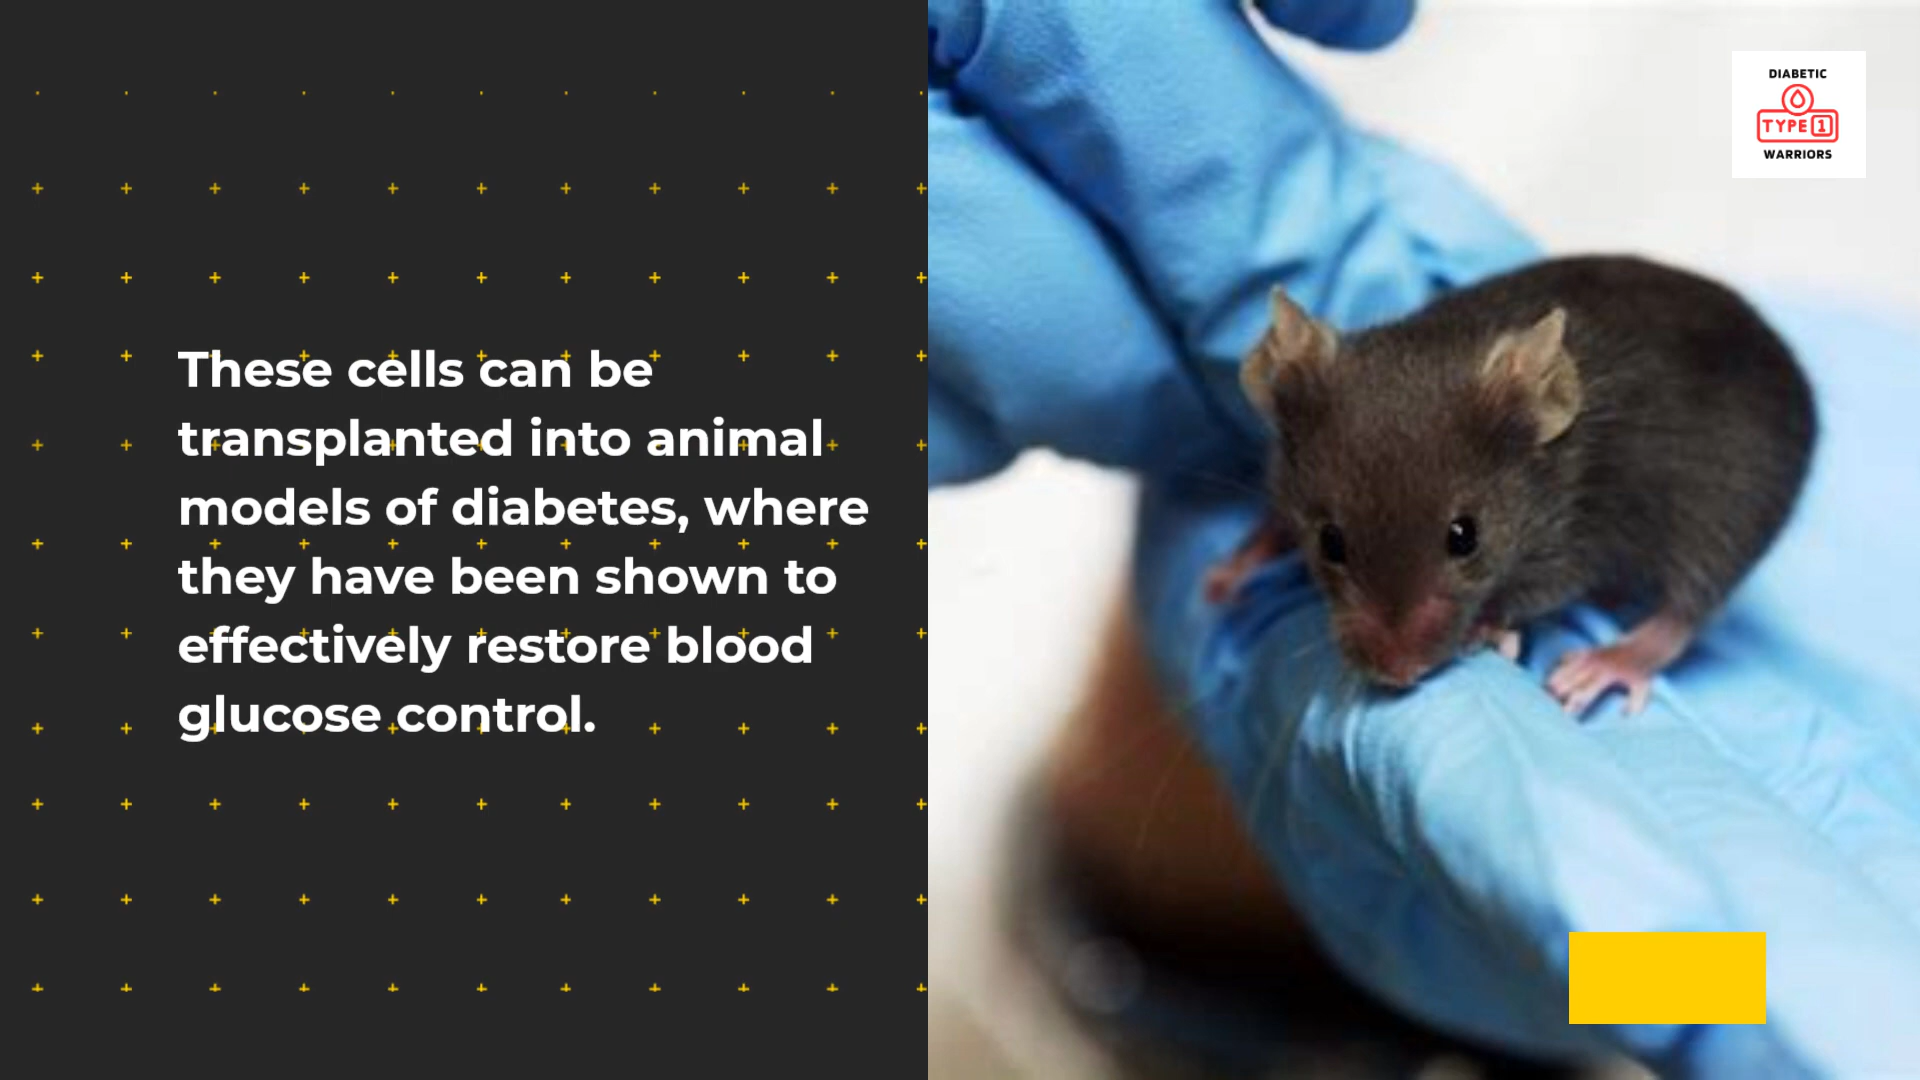 These cells can be
transplanted into animal
models of diabetes, where
they have been shown to
effectively restore blood
glucose control.
DIABETIC
TYPE 1
WARRIORS